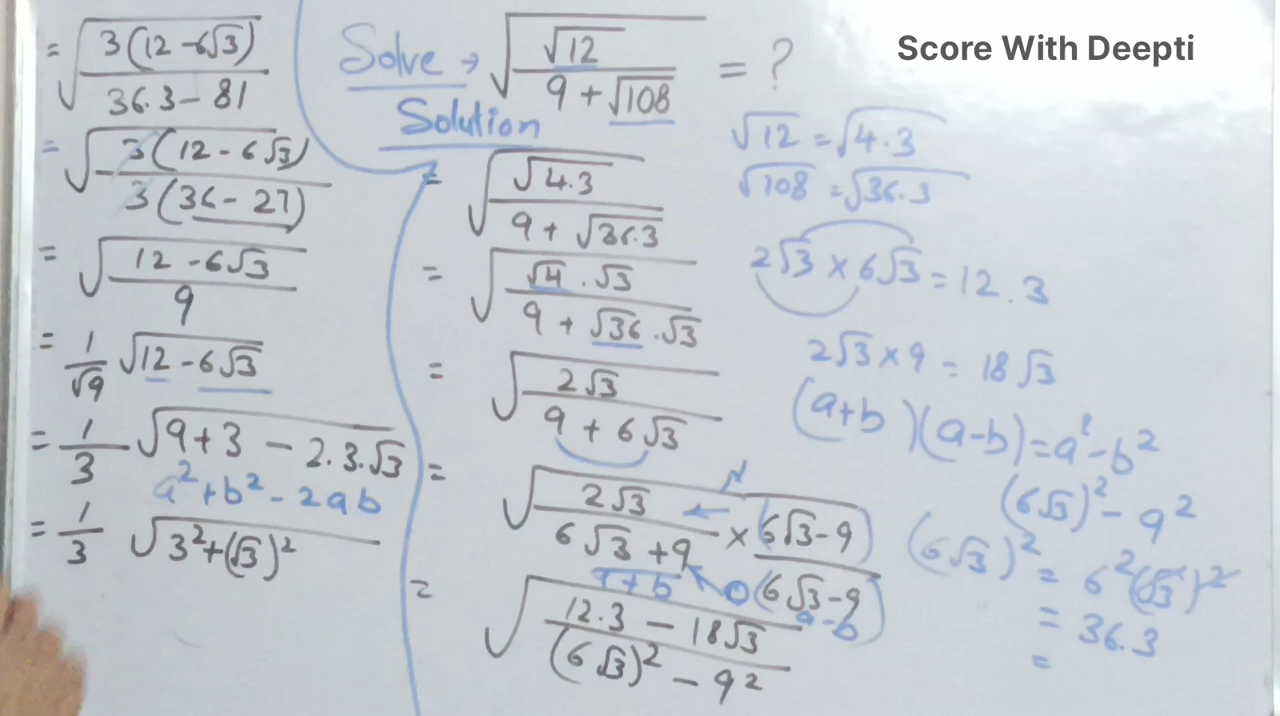 Score With Deepti
Solve → √(√12 / (9 + √108)) = ?
Solution
= √(√4.3 / (9 + √36.3))
= √(√4 . √3 / (9 + √36 . √3))
= √(2√3 / (9 + 6√3))
= √(2√3 / (6√3 + 9) × (6√3 - 9) / (6√3 - 9))
N
D
a + b
a - b
= √((12.3 - 18√3) / ((6√3)² - 9²))
√12 = √4.3
√108 = √36.3
2√3 × 6√3 = 12.3
2√3 × 9 = 18√3
(a+b)(a-b) = a² - b²
(6√3)² - 9²
(6√3)² = 6²(√3)²
= 36.3
=
= √(3(12 - 6√3) / (36.3 - 81))
= √(3(12 - 6√3) / 3(36 - 27))
= √((12 - 6√3) / 9)
= 1/√9 √(12 - 6√3)
= 1/3 √(9 + 3 - 2.3.√3)
a² + b² - 2ab
= 1/3 √(3² + (√3)²)